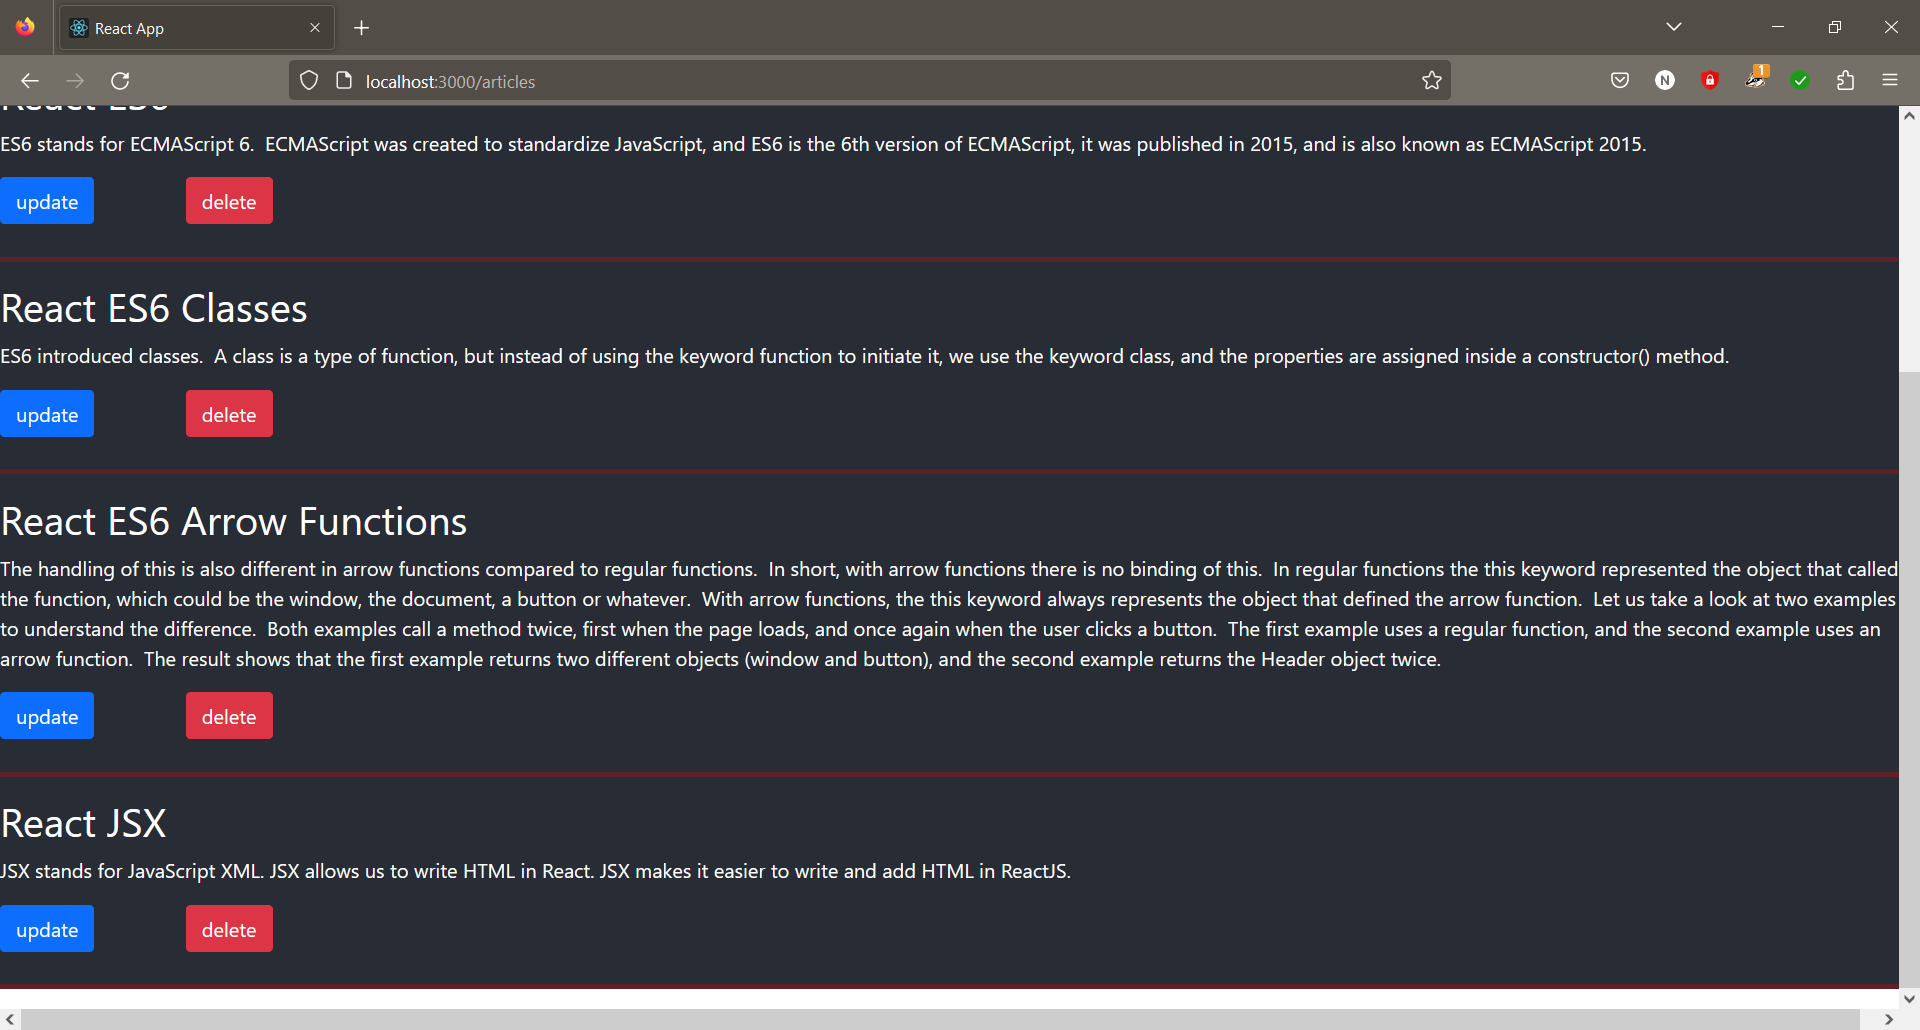 React App
localhost:3000/articles
N
1
React ES6
ES6 stands for ECMAScript 6.  ECMAScript was created to standardize JavaScript, and ES6 is the 6th version of ECMAScript, it was published in 2015, and is also known as ECMAScript 2015.
update delete
React ES6 Classes
ES6 introduced classes.  A class is a type of function, but instead of using the keyword function to initiate it, we use the keyword class, and the properties are assigned inside a constructor() method.
update delete
React ES6 Arrow Functions
The handling of this is also different in arrow functions compared to regular functions.  In short, with arrow functions there is no binding of this.  In regular functions the this keyword represented the object that called
the function, which could be the window, the document, a button or whatever.  With arrow functions, the this keyword always represents the object that defined the arrow function.  Let us take a look at two examples
to understand the difference.  Both examples call a method twice, first when the page loads, and once again when the user clicks a button.  The first example uses a regular function, and the second example uses an
arrow function.  The result shows that the first example returns two different objects (window and button), and the second example returns the Header object twice.
update delete
React JSX
JSX stands for JavaScript XML. JSX allows us to write HTML in React. JSX makes it easier to write and add HTML in ReactJS.
update delete